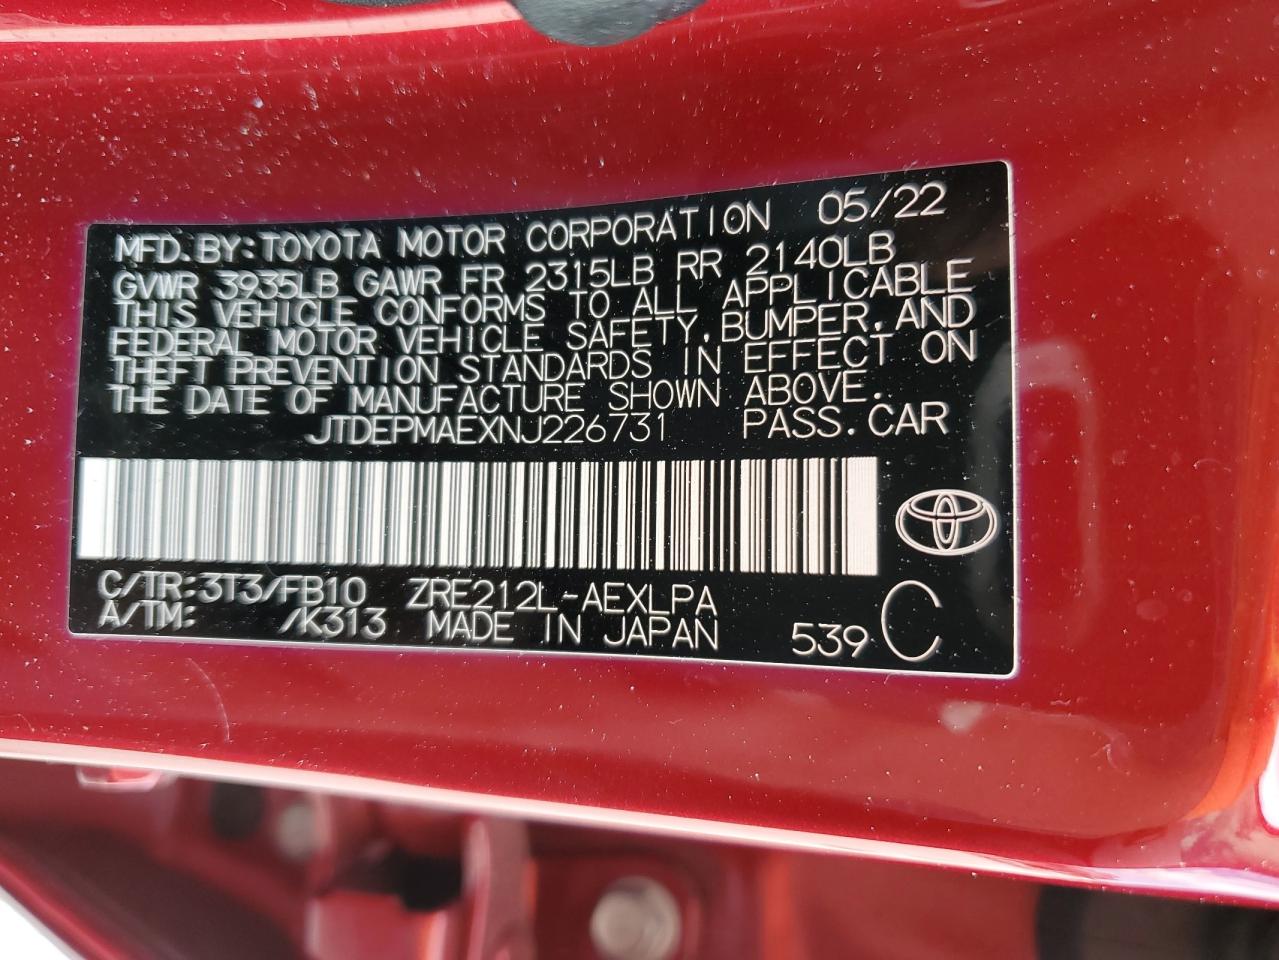 MFD. BY: TOYOTA MOTOR CORPORATION 05/22
GVWR 3935LB GAWR FR 2315LB RR 2140LB
THIS VEHICLE CONFORMS TO ALL APPLICABLE
FEDERAL MOTOR VEHICLE SAFETY, BUMPER, AND
THEFT PREVENTION STANDARDS IN EFFECT ON
THE DATE OF MANUFACTURE SHOWN ABOVE.
JTDEPMAEXNJ226731 PASS. CAR
C/TR: 3T3/FB10 ZRE212L-AEXLPA
A/TM: /K313 MADE IN JAPAN 539 C